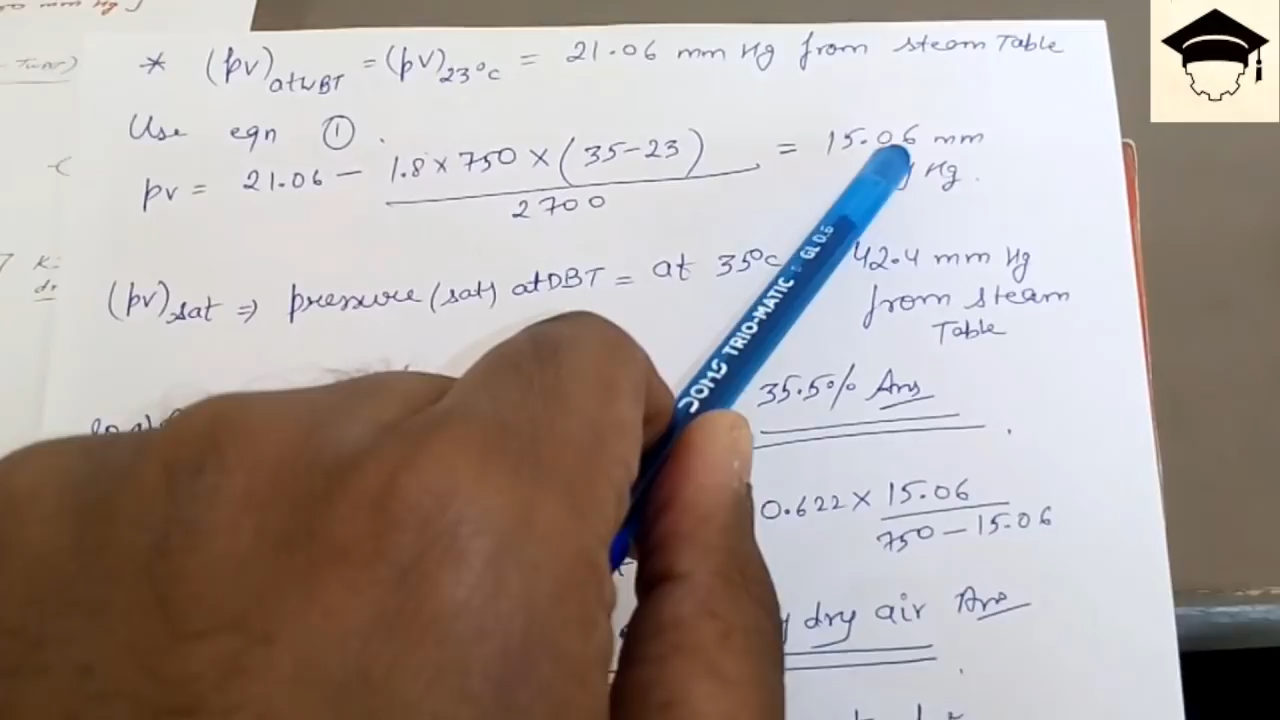 * (pv)at WBT = (pv)23°C = 21.06 mm Hg from steam Table
Use eqn ① .
pv = 21.06 − 1.8 × 750 × (35−23) / 2700 = 15.06 mm
Hg.
(pv)sat ⇒ pressure (sat) at DBT = at 35°C 42.4 mm Hg
from steam
Table
35.5% Ans
0.622 × 15.06 / 750 − 15.06
dry air Ans
DOMS TRIO-MATIC GL 0.6